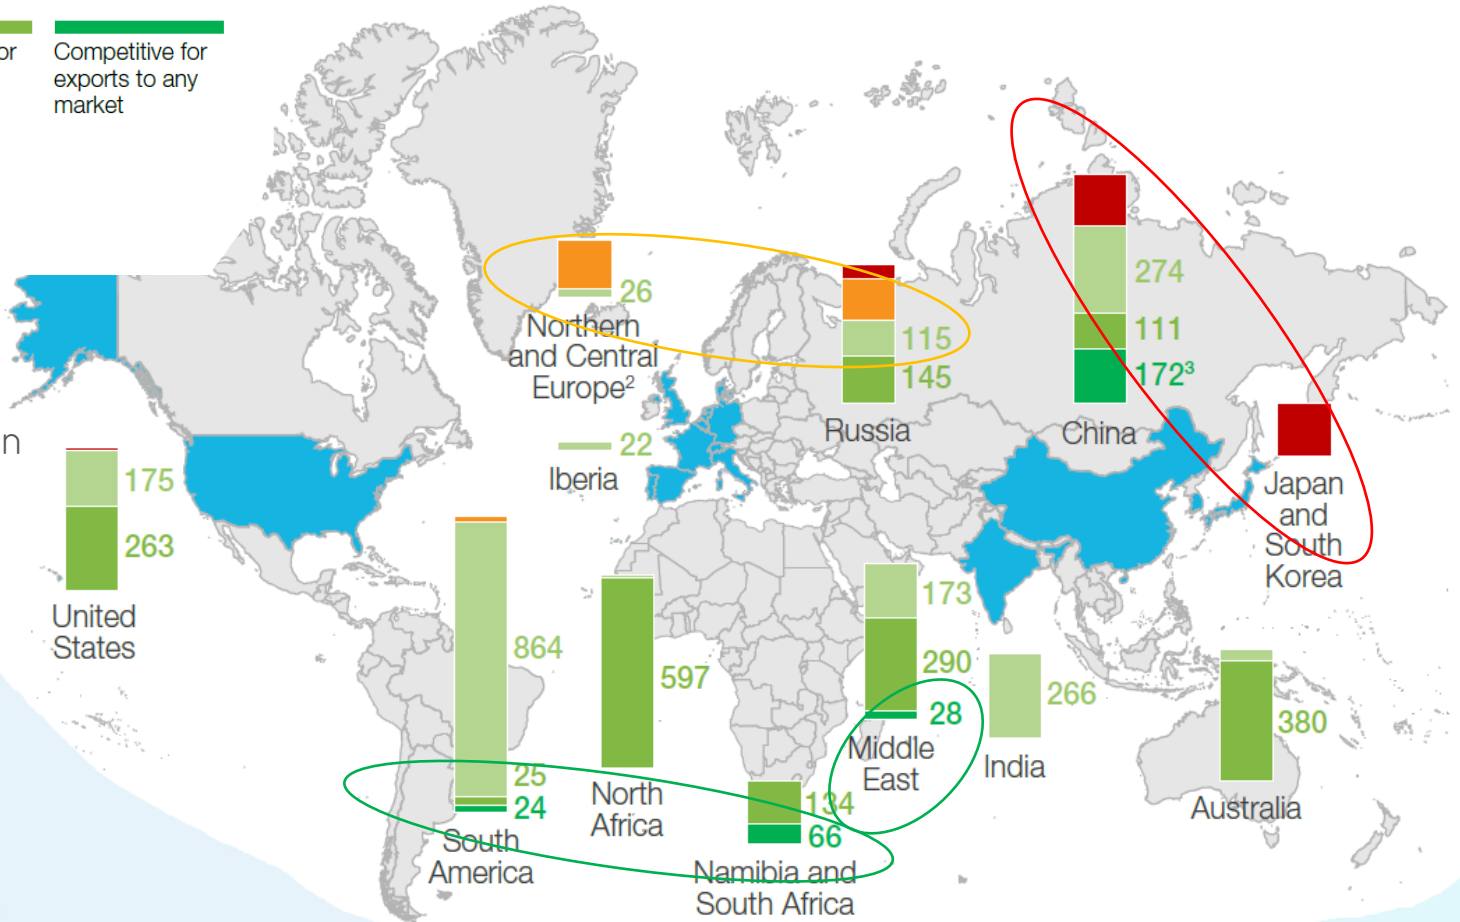 or
Competitive for
exports to any
market
274
26
Northern
and Central
Europe²
115
111
145
172³
Russia
China
n
22
Iberia
175
263
United
States
Japan
and
South
Korea
864
25
24
South
America
597
North
Africa
173
290
28
Middle
East
266
India
134
66
Namibia and
South Africa
380
Australia